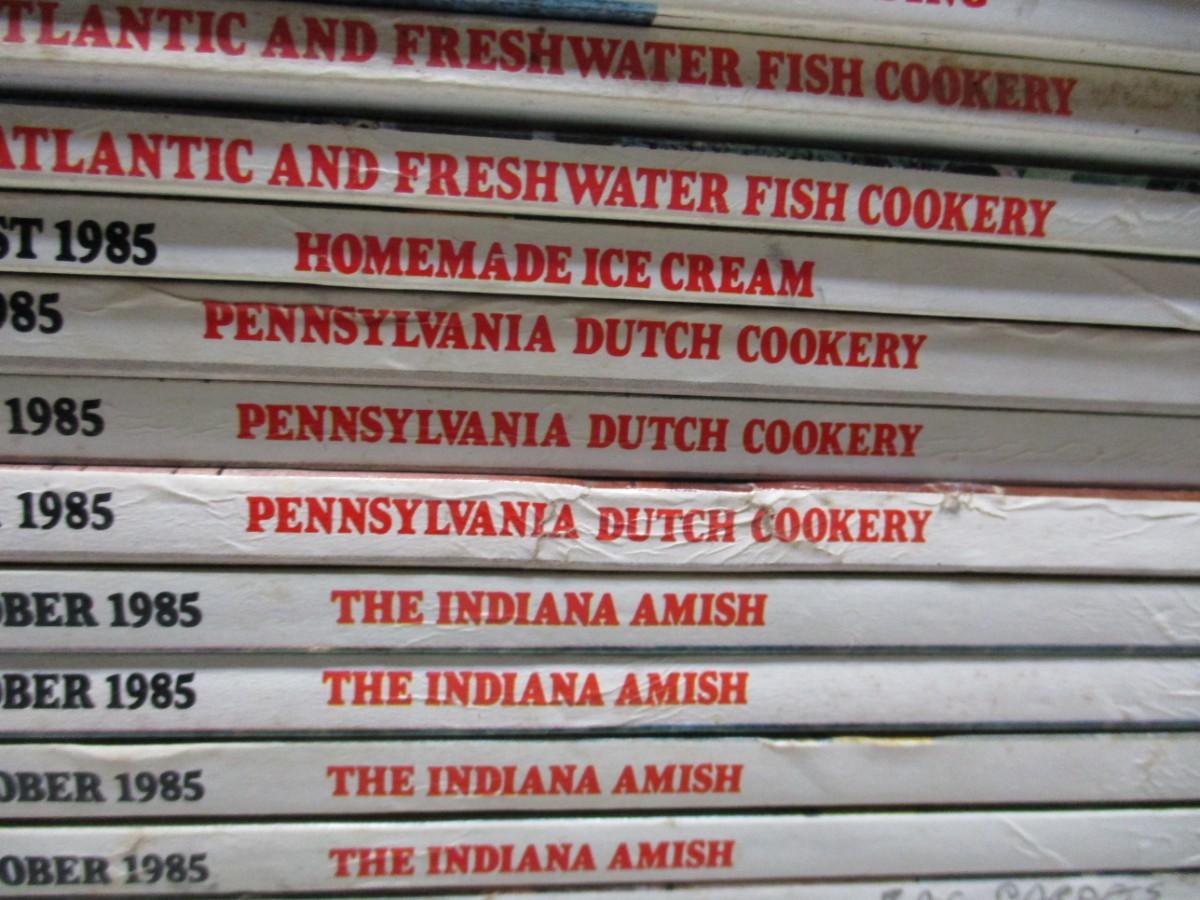 TLANTIC AND FRESHWATER FISH COOKERY
ATLANTIC AND FRESHWATER FISH COOKERY
ST 1985 HOMEMADE ICE CREAM
985 PENNSYLVANIA DUTCH COOKERY
1985 PENNSYLVANIA DUTCH COOKERY
1985 PENNSYLVANIA DUTCH COOKERY
OBER 1985 THE INDIANA AMISH
OBER 1985 THE INDIANA AMISH
OBER 1985 THE INDIANA AMISH
OBER 1985 THE INDIANA AMISH